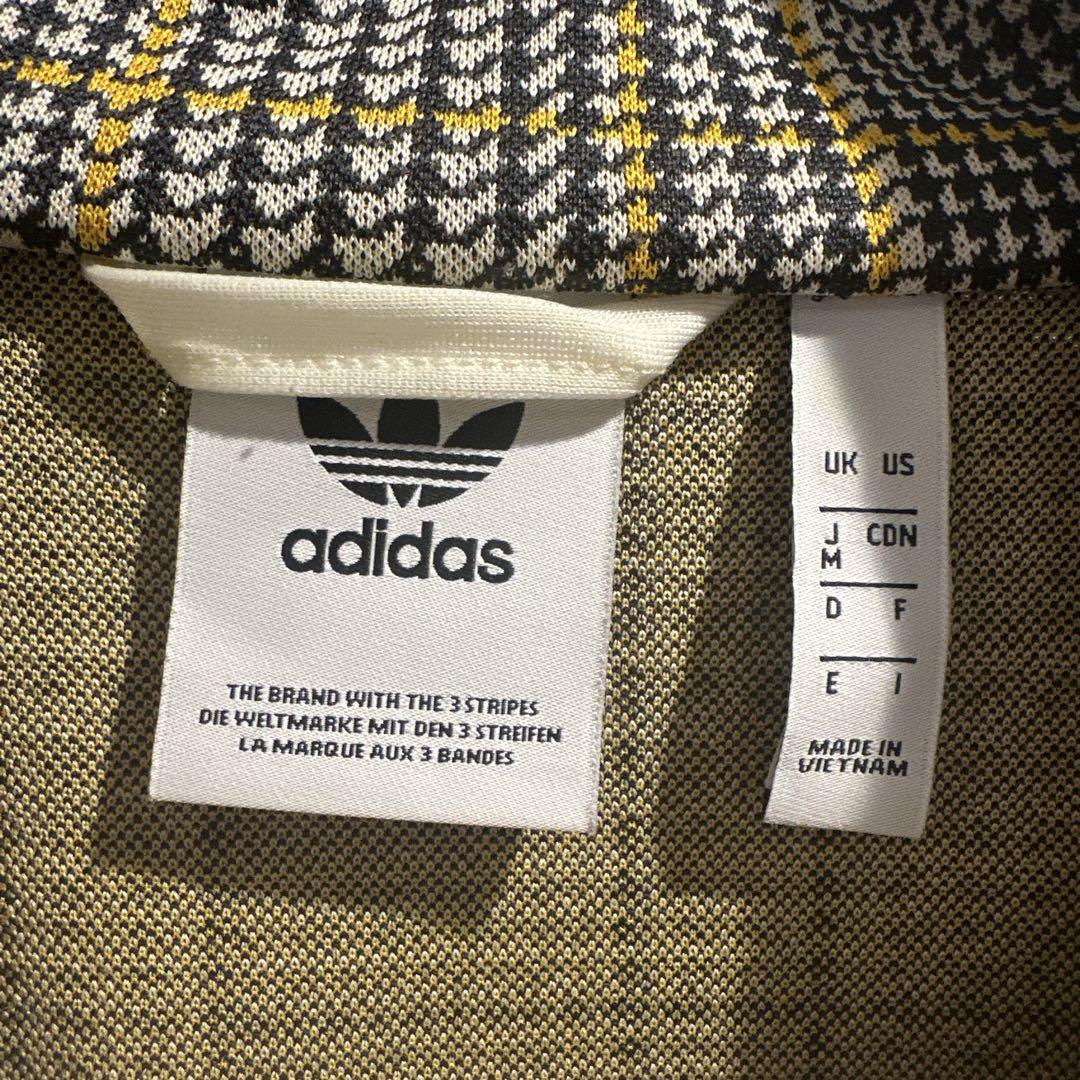 adidas
THE BRAND WITH THE 3 STRIPES
DIE WELTMARKE MIT DEN 3 STREIFEN
LA MARQUE AUX 3 BANDES
UK US
J CDN
M
D F
E I
MADE IN
VIETNAM